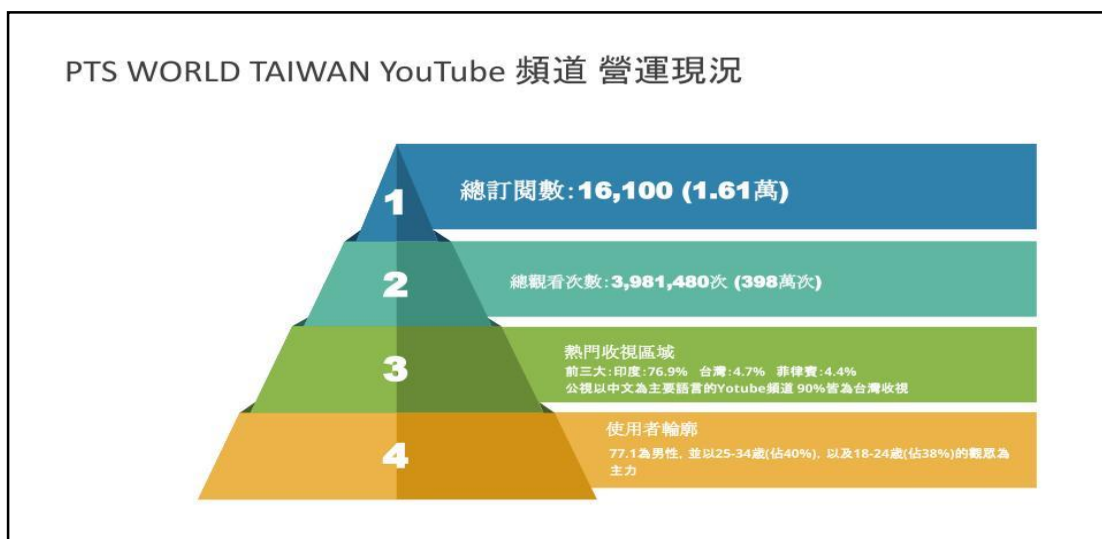 PTS WORLD TAIWAN YouTube 頻道 營運現況
1
總訂閱數:16,100 (1.61萬)
2
總觀看次數:3,981,480次 (398萬次)
3
熱門收視區域
前三大:印度:76.9% 台灣:4.7% 菲律賓:4.4%
公視以中文為主要語言的Yotube頻道 90%皆為台灣收視
4
使用者輪廓
77.1為男性, 並以25-34歲(佔40%), 以及18-24歲(佔38%)的觀眾為
主力